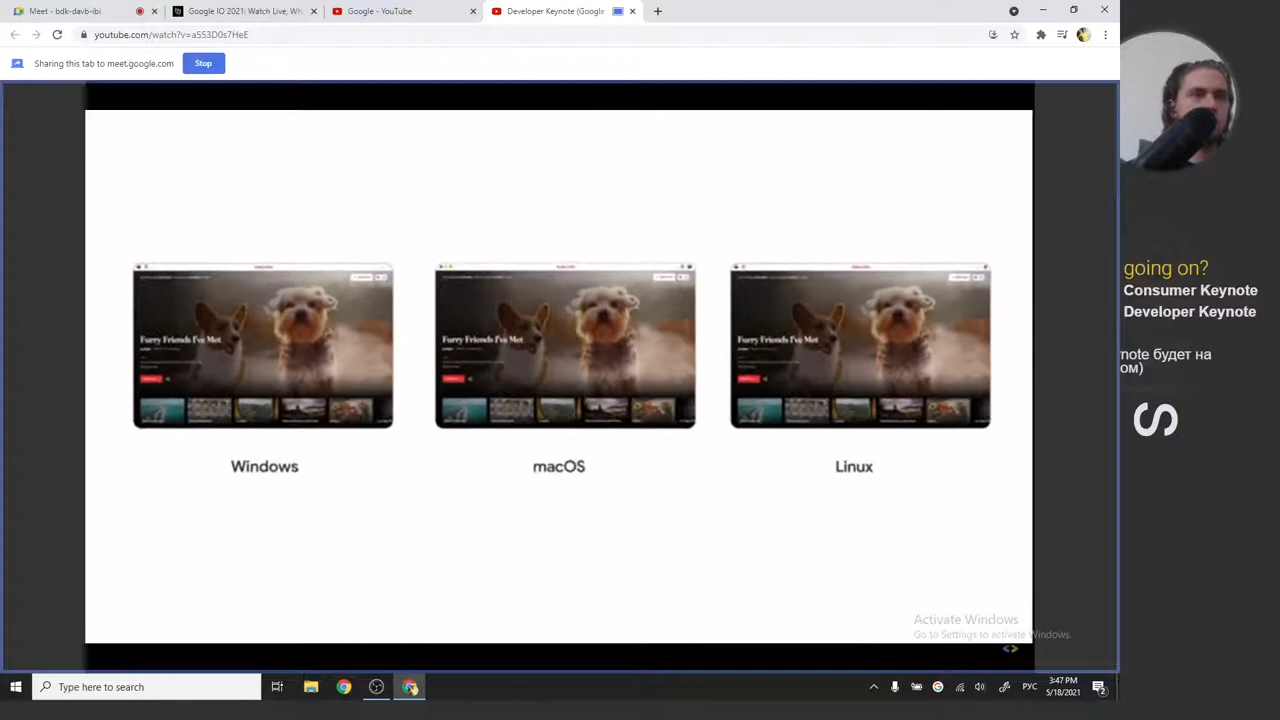 Meet - bdk-davb-ibi
Google IO 2021: Watch Live, Wh
Google - YouTube
Developer Keynote (Google
youtube.com/watch?v=a553D0s7HeE
Sharing this tab to meet.google.com
Stop
Furry Friends I've Met
Furry Friends I've Met
Furry Friends I've Met
Windows
macOS
Linux
going on?
Consumer Keynote
Developer Keynote
note будет на
ом)
S
Activate Windows
Go to Settings to activate Windows.
Type here to search
РУС
3:47 PM
5/18/2021
2